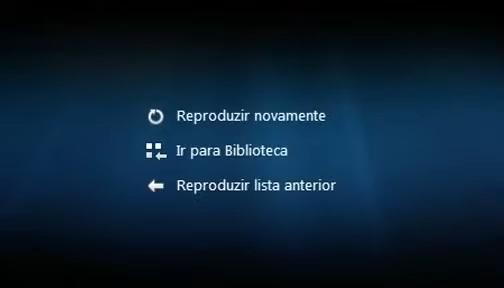 Reproduzir novamente
Ir para Biblioteca
Reproduzir lista anterior